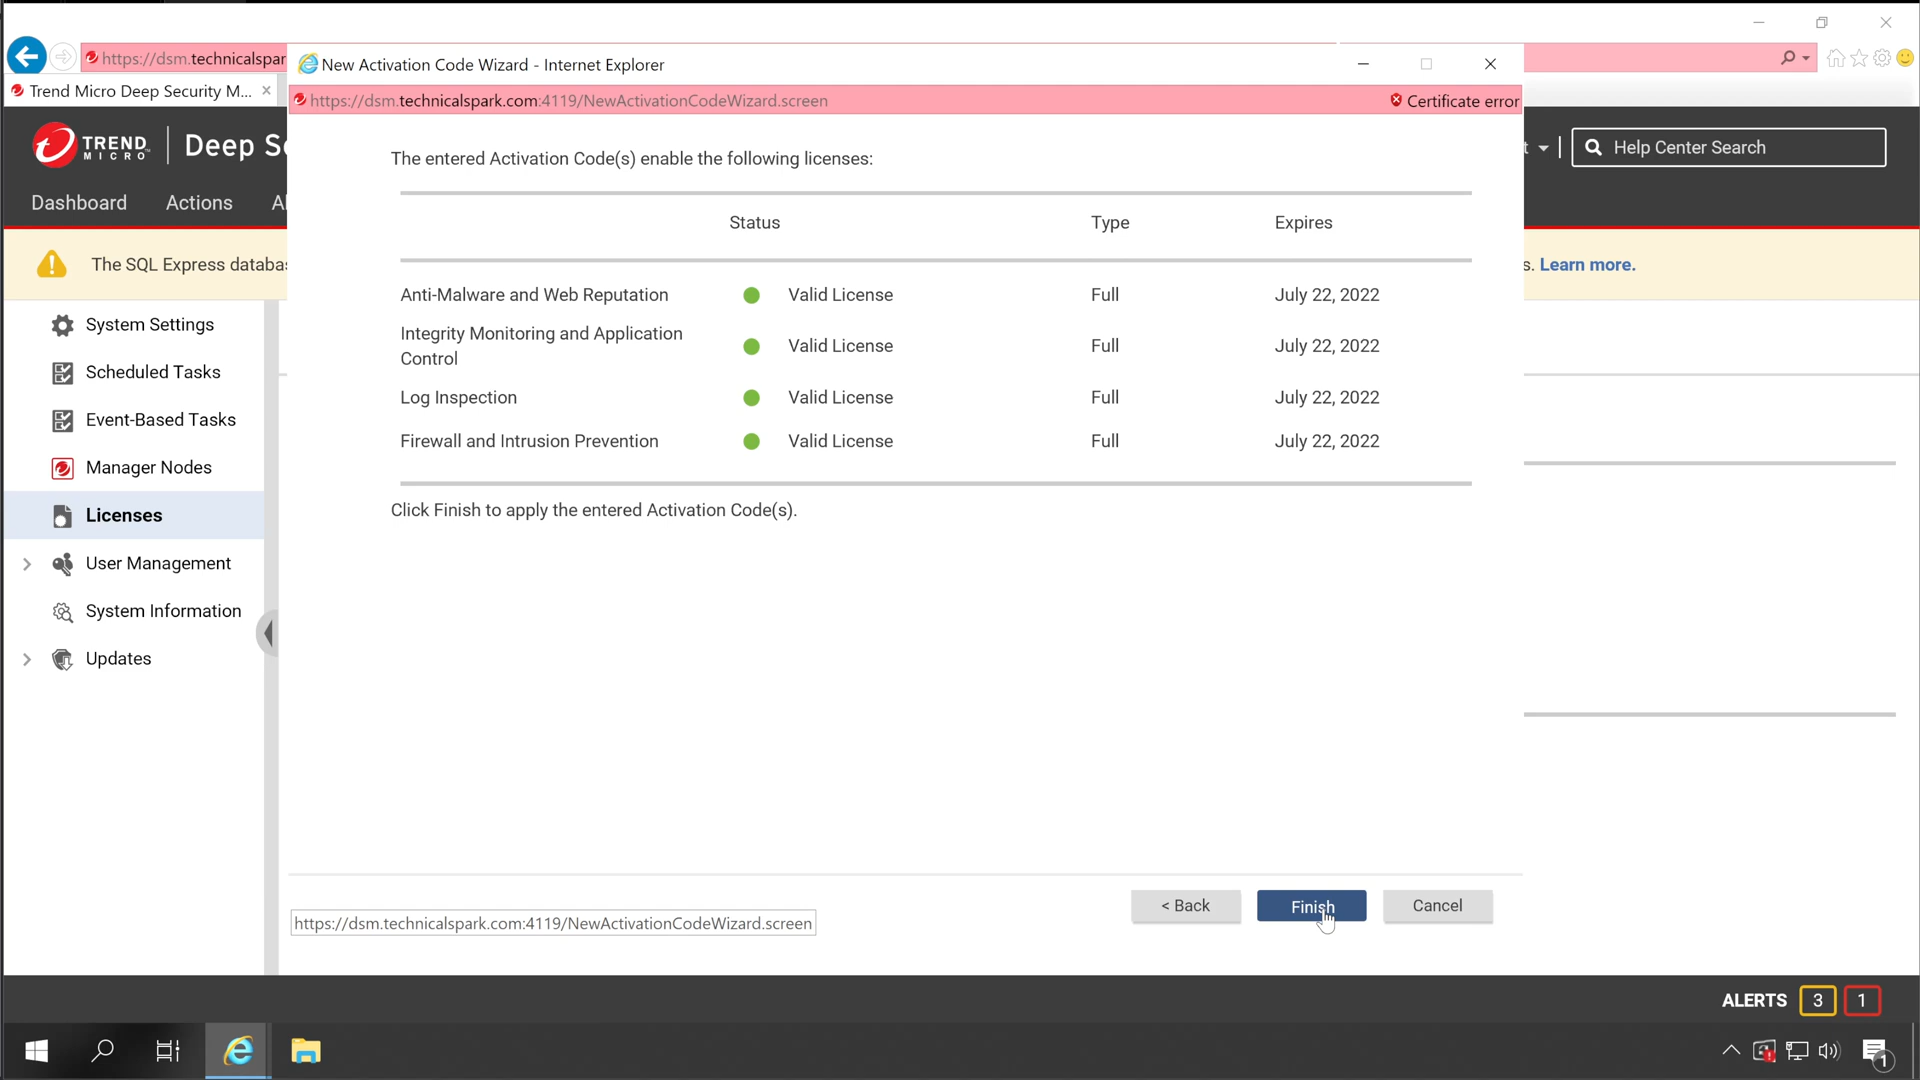 New Activation Code Wizard - Internet Explorer
https://dsm.technicalspar
Trend Micro Deep Security M...
https://dsm.technicalspark.com:4119/NewActivationCodeWizard.screen
Certificate error
TREND MICRO
Deep Se
Help Center Search
Dashboard
Actions
Al
The SQL Express databas
s. Learn more.
System Settings
Scheduled Tasks
Event-Based Tasks
Manager Nodes
Licenses
User Management
System Information
Updates
The entered Activation Code(s) enable the following licenses:
Status Type Expires
Anti-Malware and Web Reputation Valid License Full July 22, 2022
Integrity Monitoring and Application
Control Valid License Full July 22, 2022
Log Inspection Valid License Full July 22, 2022
Firewall and Intrusion Prevention Valid License Full July 22, 2022
Click Finish to apply the entered Activation Code(s).
< Back
Finish
Cancel
https://dsm.technicalspark.com:4119/NewActivationCodeWizard.screen
ALERTS 3 1
1